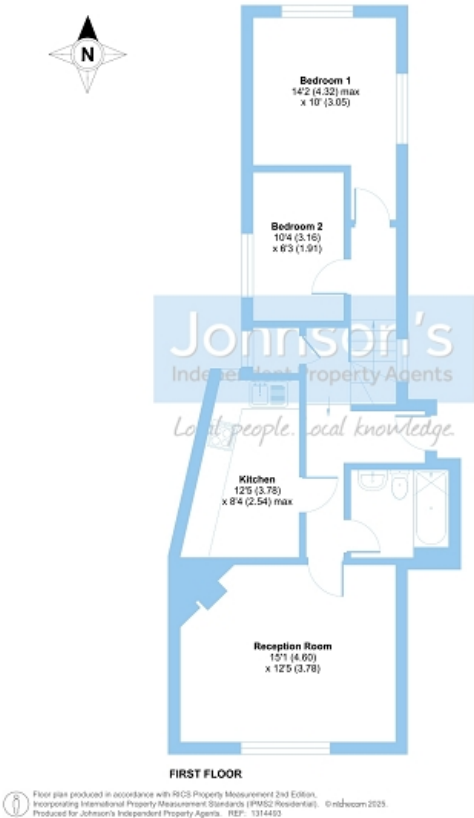 N
Bedroom 1
14'2 (4.32) max
x 10' (3.05)
Bedroom 2
10'4 (3.16)
x 6'3 (1.91)
Johnson's
Independent Property Agents
Local people. Local knowledge.
Kitchen
12'5 (3.78)
x 8'4 (2.54) max
Reception Room
15'1 (4.60)
x 12'5 (3.78)
FIRST FLOOR
Floor plan produced in accordance with RICS Property Measurement 2nd Edition,
Incorporating International Property Measurement Standards (IPMS2 Residential). © nichecom 2025.
Produced for Johnson's Independent Property Agents. REF: 1314493